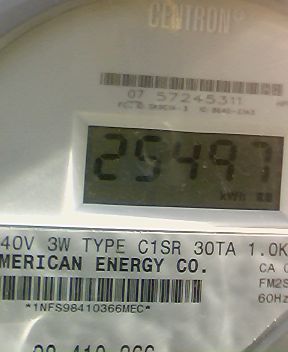 CENTRON
07 57245311
25497
40V 3W TYPE C1SR 30TA 1.0K
MERICAN ENERGY CO.
CA
FM2S
60Hz
*1NFS98410366MEC*